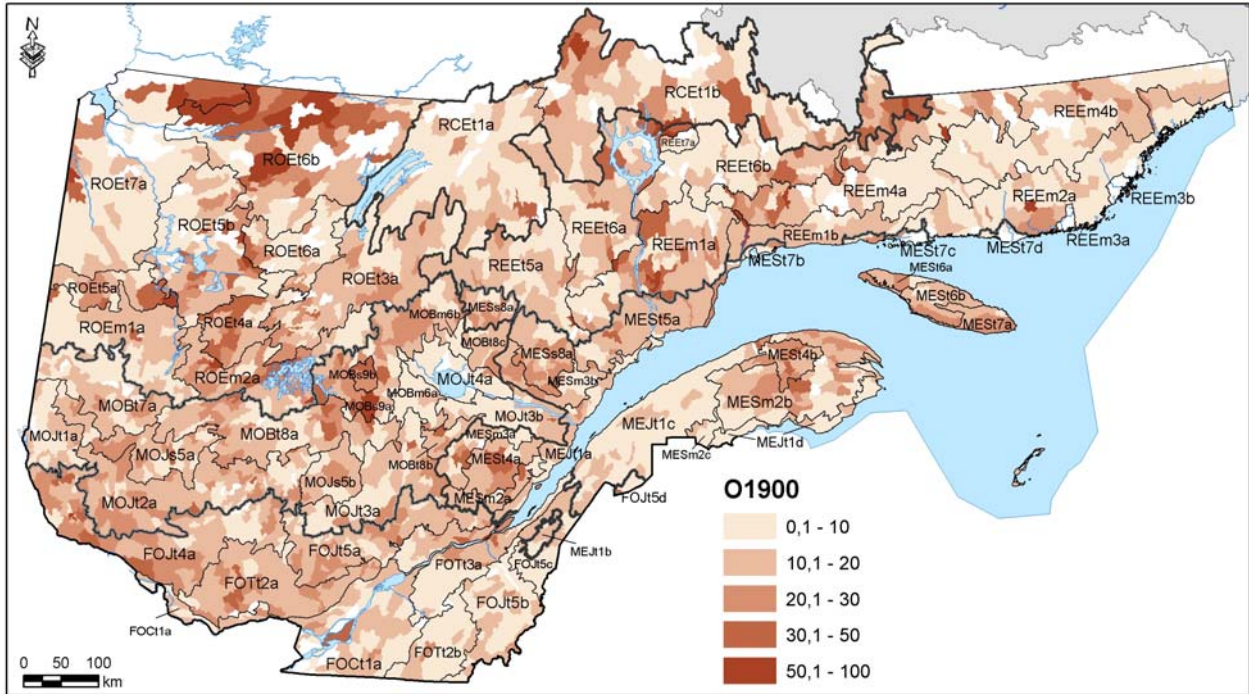 N
RCEt1b
RCEt1a
REEt7a
REEm4b
ROEt6b
REEt6b
ROEt7a
REEm4a
REEm2a
REEm3b
ROEt5b
REEt6a
ROEt6a
REEm1a
REEm1b
MESt7c
MESt7d
REEm3a
MESt7b
REEt5a
MESt6a
ROEt3a
ROEt5a
MESt6b
MOBm6b
MESs8a
MESt5a
MESt7a
ROEt4a
ROEm1a
MOBt8c
MESs8a
MESt4b
ROEm2a
MOBs9b
MOJt4a
MESm3b
MOBm6a
MESm2b
MOBs9a
MOBt7a
MOJt3b
MEJt1c
MOJt1a
MOBt8a
MESm3a
MEJt1a
MEJt1d
MOJs5a
MESm2c
MOBt8b
MESt4a
MOJs5b
FOJt5d
MOJt2a
MESm2a
MOJt3a
MEJt1b
FOJt4a
FOJt5a
FOTt3a
FOJt5c
FOTt2a
FOJt5b
FOCt1a
FOTt2b
FOCt1a
O1900
0,1 - 10
10,1 - 20
20,1 - 30
30,1 - 50
50,1 - 100
0 50 100
km